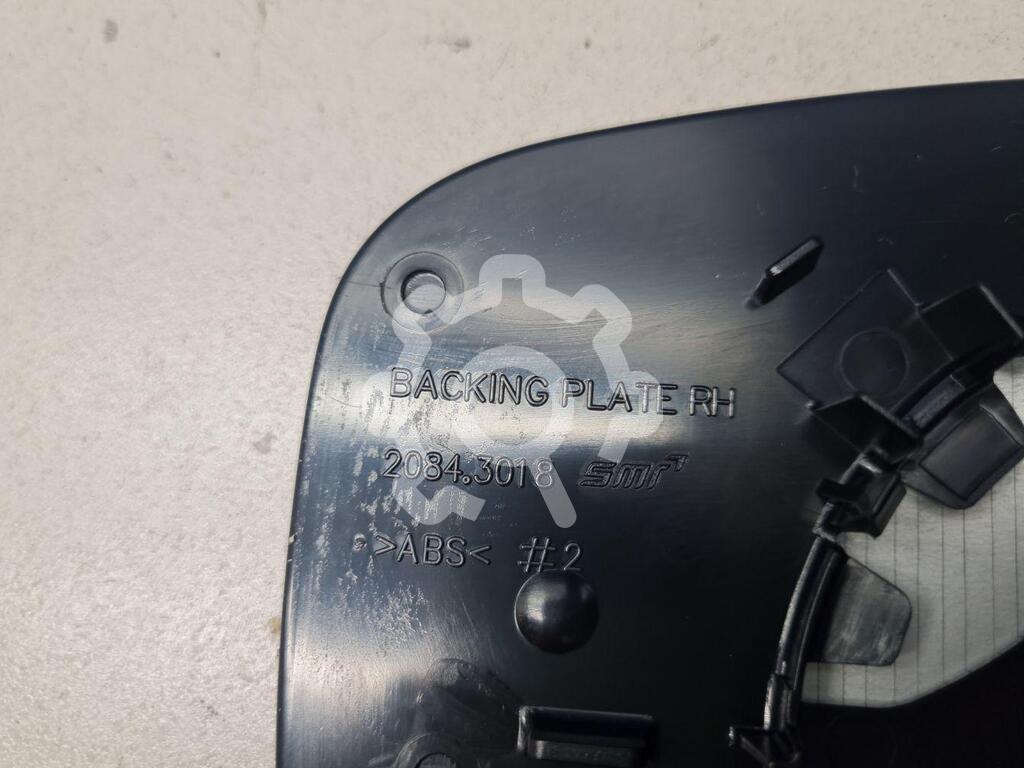 BACKING PLATE RH
2084.3018 smr
>ABS< #2